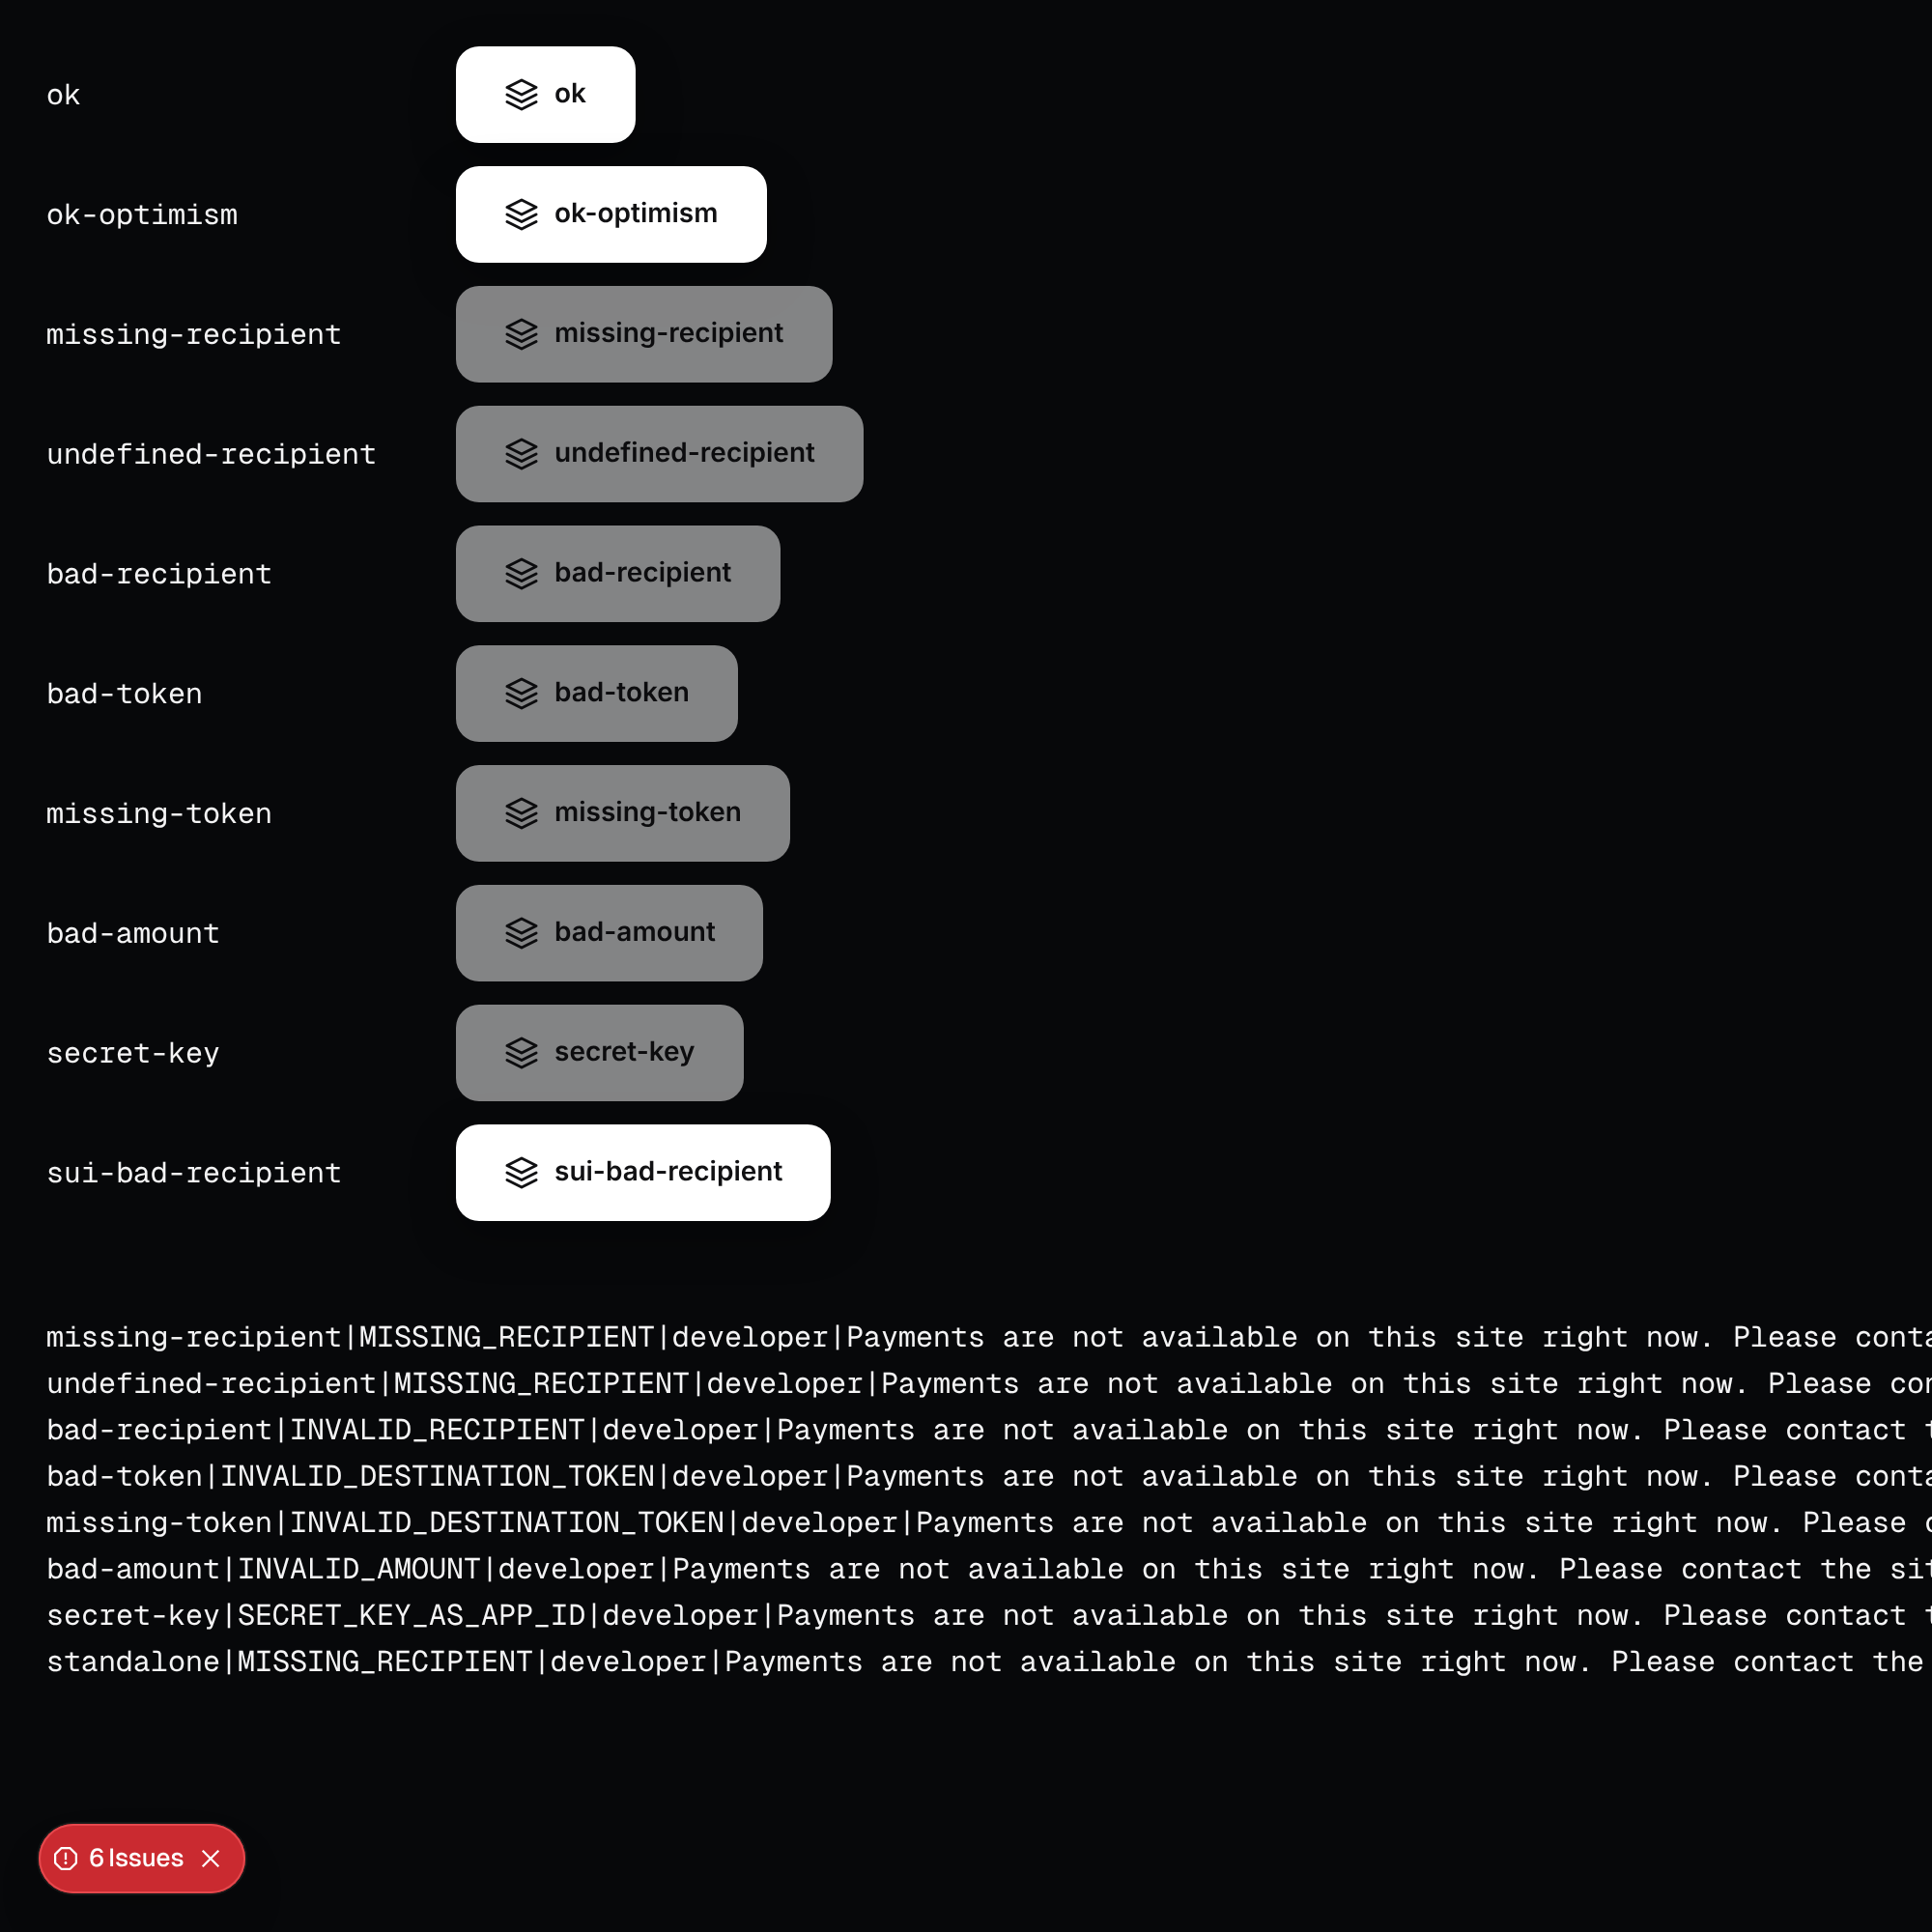 ok ok
ok-optimism ok-optimism
missing-recipient missing-recipient
undefined-recipient undefined-recipient
bad-recipient bad-recipient
bad-token bad-token
missing-token missing-token
bad-amount bad-amount
secret-key secret-key
sui-bad-recipient sui-bad-recipient
missing-recipient|MISSING_RECIPIENT|developer|Payments are not available on this site right now. Please conta
undefined-recipient|MISSING_RECIPIENT|developer|Payments are not available on this site right now. Please con
bad-recipient|INVALID_RECIPIENT|developer|Payments are not available on this site right now. Please contact t
bad-token|INVALID_DESTINATION_TOKEN|developer|Payments are not available on this site right now. Please conta
missing-token|INVALID_DESTINATION_TOKEN|developer|Payments are not available on this site right now. Please c
bad-amount|INVALID_AMOUNT|developer|Payments are not available on this site right now. Please contact the sit
secret-key|SECRET_KEY_AS_APP_ID|developer|Payments are not available on this site right now. Please contact t
standalone|MISSING_RECIPIENT|developer|Payments are not available on this site right now. Please contact the
6 Issues